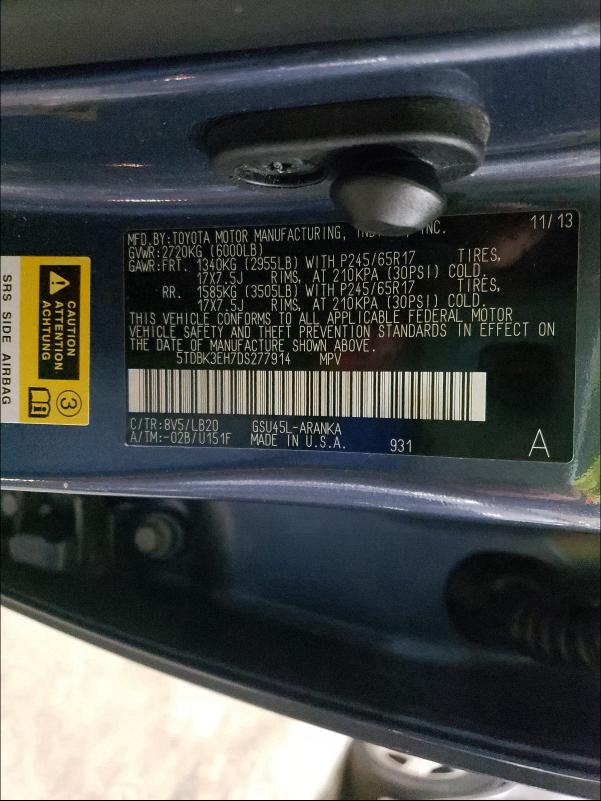 11/13
MFD.BY:TOYOTA MOTOR MANUFACTURING, INC.
GVWR:2720KG (6000LB)
GAWR:FRT. 1340KG (2955LB) WITH P245/65R17 TIRES,
17X7.5J RIMS, AT 210KPA (30PSI) COLD.
RR. 1585KG (3505LB) WITH P245/65R17 TIRES,
17X7.5J RIMS, AT 210KPA (30PSI) COLD.
THIS VEHICLE CONFORMS TO ALL APPLICABLE FEDERAL MOTOR
VEHICLE SAFETY AND THEFT PREVENTION STANDARDS IN EFFECT ON
THE DATE OF MANUFACTURE SHOWN ABOVE.
5TDBK3EH7DS277914 MPV
C/TR:8V5/LB20 GSU45L-ARANKA
A/TM:-02B/U151F MADE IN U.S.A. 931
A
CAUTION
ATTENTION
ACHTUNG
i
3
SRS SIDE AIRBAG